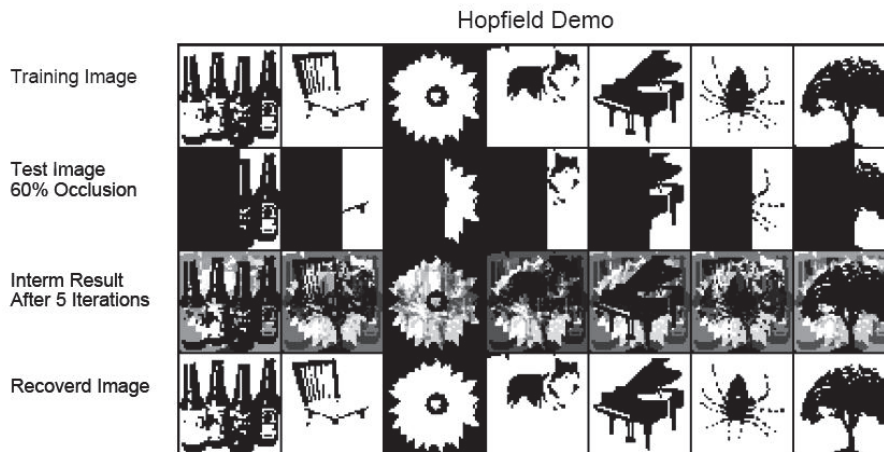 Hopfield Demo
Training Image
Test Image
60% Occlusion
Interm Result
After 5 Iterations
Recoverd Image